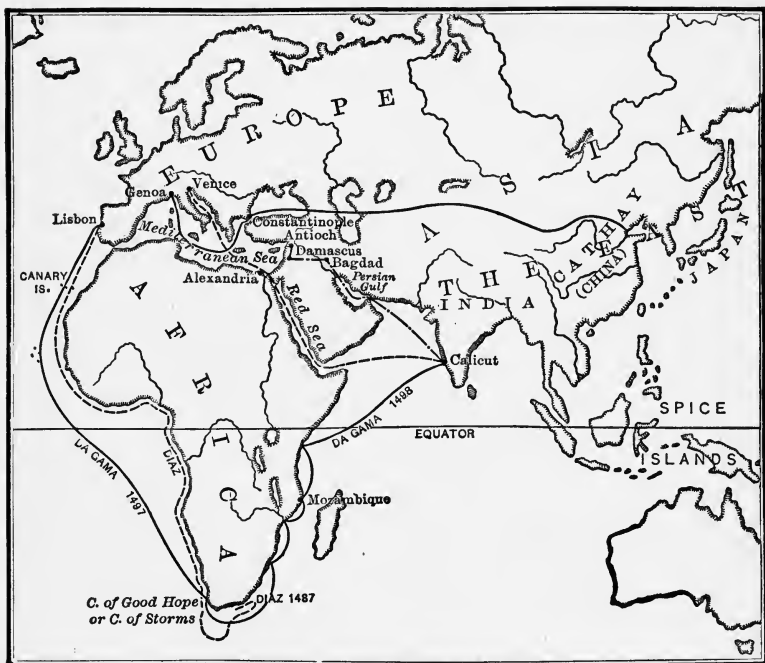 EUROPE
ASIA
Genoa
Venice
Lisbon
Constantinople
Mediterranean Sea
Antioch
Damascus
Bagdad
Alexandria
Persian
Gulf
CANARY
IS.
Red Sea
AFRICA
THE EAST
INDIA
CATHAY
(CHINA)
JAPAN
Calicut
SPICE
ISLANDS
EQUATOR
DA GAMA 1498
DA GAMA 1497
DIAZ
Mozambique
C. of Good Hope
or C. of Storms
DIAZ 1487